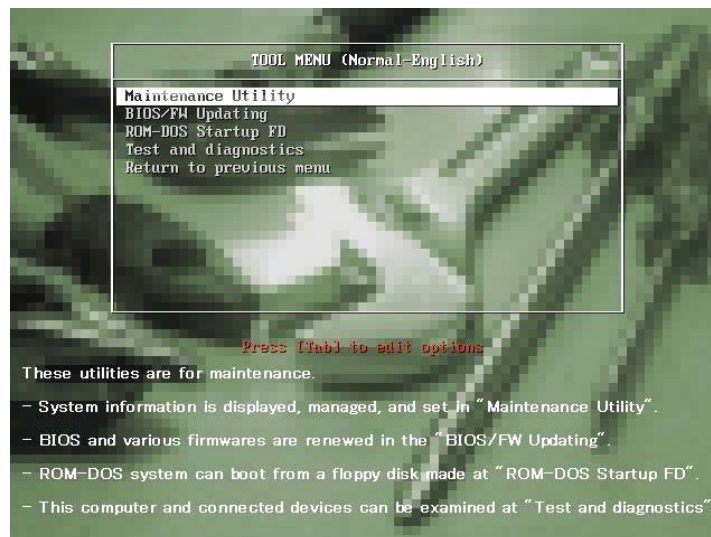 TOOL MENU (Normal-English)
Maintenance Utility
BIOS/FW Updating
ROM-DOS Startup FD
Test and diagnostics
Return to previous menu
Press [Tab] to edit options
These utilities are for maintenance.
- System information is displayed, managed, and set in "Maintenance Utility".
- BIOS and various firmwares are renewed in the "BIOS/FW Updating".
- ROM-DOS system can boot from a floppy disk made at "ROM-DOS Startup FD".
- This computer and connected devices can be examined at "Test and diagnostics"